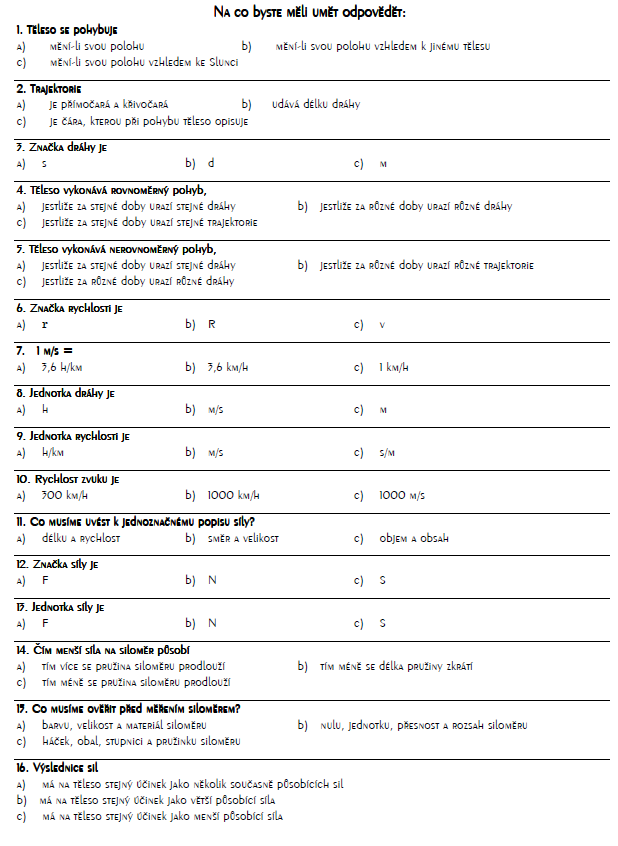 Na co byste měli umět odpovědět:
1. Těleso se pohybuje
a) mění-li svou polohu b) mění-li svou polohu vzhledem k jinému tělesu
c) mění-li svou polohu vzhledem ke Slunci
2. Trajektorie
a) je přímočará a křivočará b) udává délku dráhy
c) je čára, kterou při pohybu těleso opisuje
3. Značka dráhy je
a) s b) d c) m
4. Těleso vykonává rovnoměrný pohyb,
a) jestliže za stejné doby urazí stejné dráhy b) jestliže za různé doby urazí různé dráhy
c) jestliže za stejné doby urazí stejné trajektorie
5. Těleso vykonává nerovnoměrný pohyb,
a) jestliže za stejné doby urazí stejné dráhy b) jestliže za různé doby urazí různé trajektorie
c) jestliže za různé doby urazí různé dráhy
6. Značka rychlosti je
a) r b) R c) v
7. 1 m/s =
a) 3,6 h/km b) 3,6 km/h c) 1 km/h
8. Jednotka dráhy je
a) h b) m/s c) m
9. Jednotka rychlosti je
a) h/km b) m/s c) s/m
10. Rychlost zvuku je
a) 300 km/h b) 1000 km/h c) 1000 m/s
11. Co musíme uvést k jednoznačnému popisu síly?
a) délku a rychlost b) směr a velikost c) objem a obsah
12. Značka síly je
a) F b) N c) S
13. Jednotka síly je
a) F b) N c) S
14. Čím menší síla na siloměr působí
a) tím více se pružina siloměru prodlouží b) tím méně se délka pružiny zkrátí
c) tím méně se pružina siloměru prodlouží
15. Co musíme ověřit před měřením siloměrem?
a) barvu, velikost a materiál siloměru b) nulu, jednotku, přesnost a rozsah siloměru
c) háček, obal, stupnici a pružinku siloměru
16. Výslednice sil
a) má na těleso stejný účinek jako několik současně působících sil
b) má na těleso stejný účinek jako větší působící síla
c) má na těleso stejný účinek jako menší působící síla